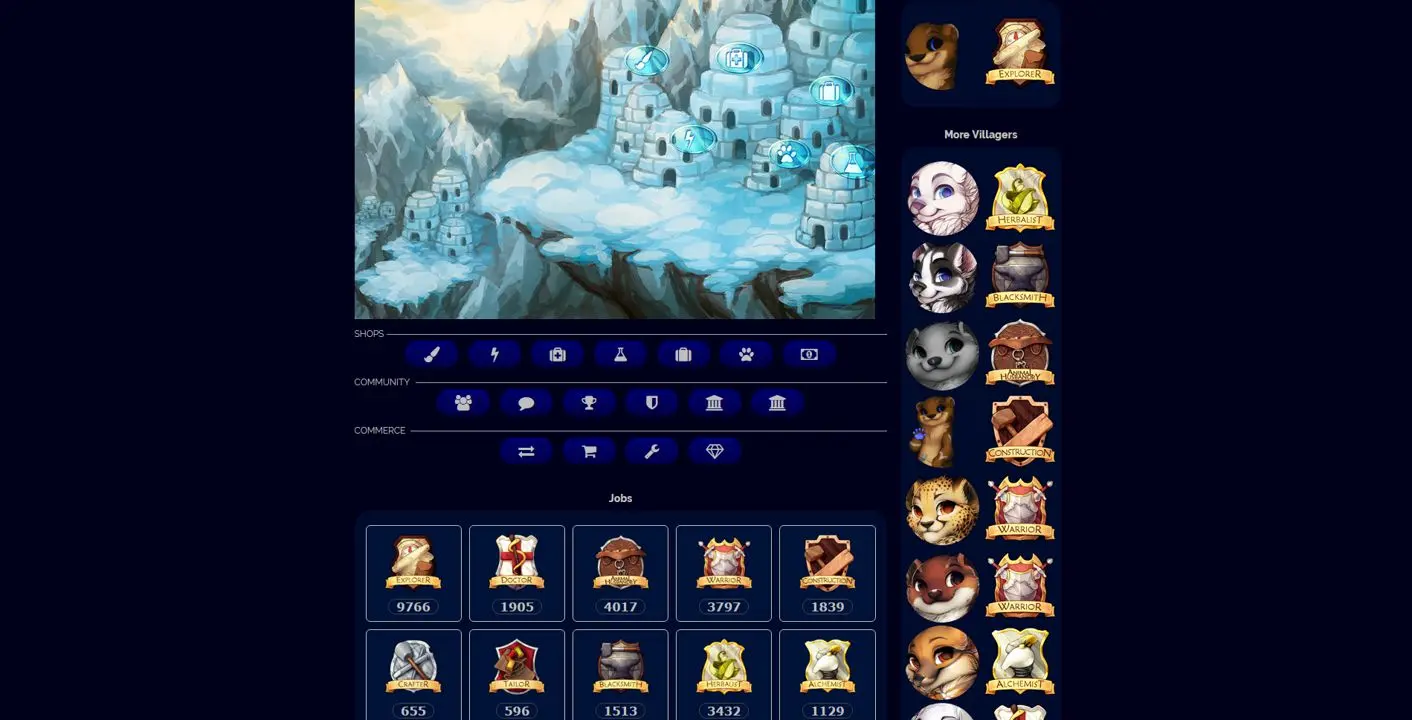 EXPLORER
More Villagers
HERBALIST
BLACKSMITH
ANIMAL
HUSBANDRY
CONSTRUCTION
WARRIOR
WARRIOR
ALCHEMIST
SHOPS
COMMUNITY
COMMERCE
Jobs
EXPLORER
DOCTOR
ANIMAL
HUSBANDRY
WARRIOR
CONSTRUCTION
9766
1905
4017
3797
1839
CRAFTER
TAILOR
BLACKSMITH
HERBALIST
ALCHEMIST
655
596
1513
3432
1129